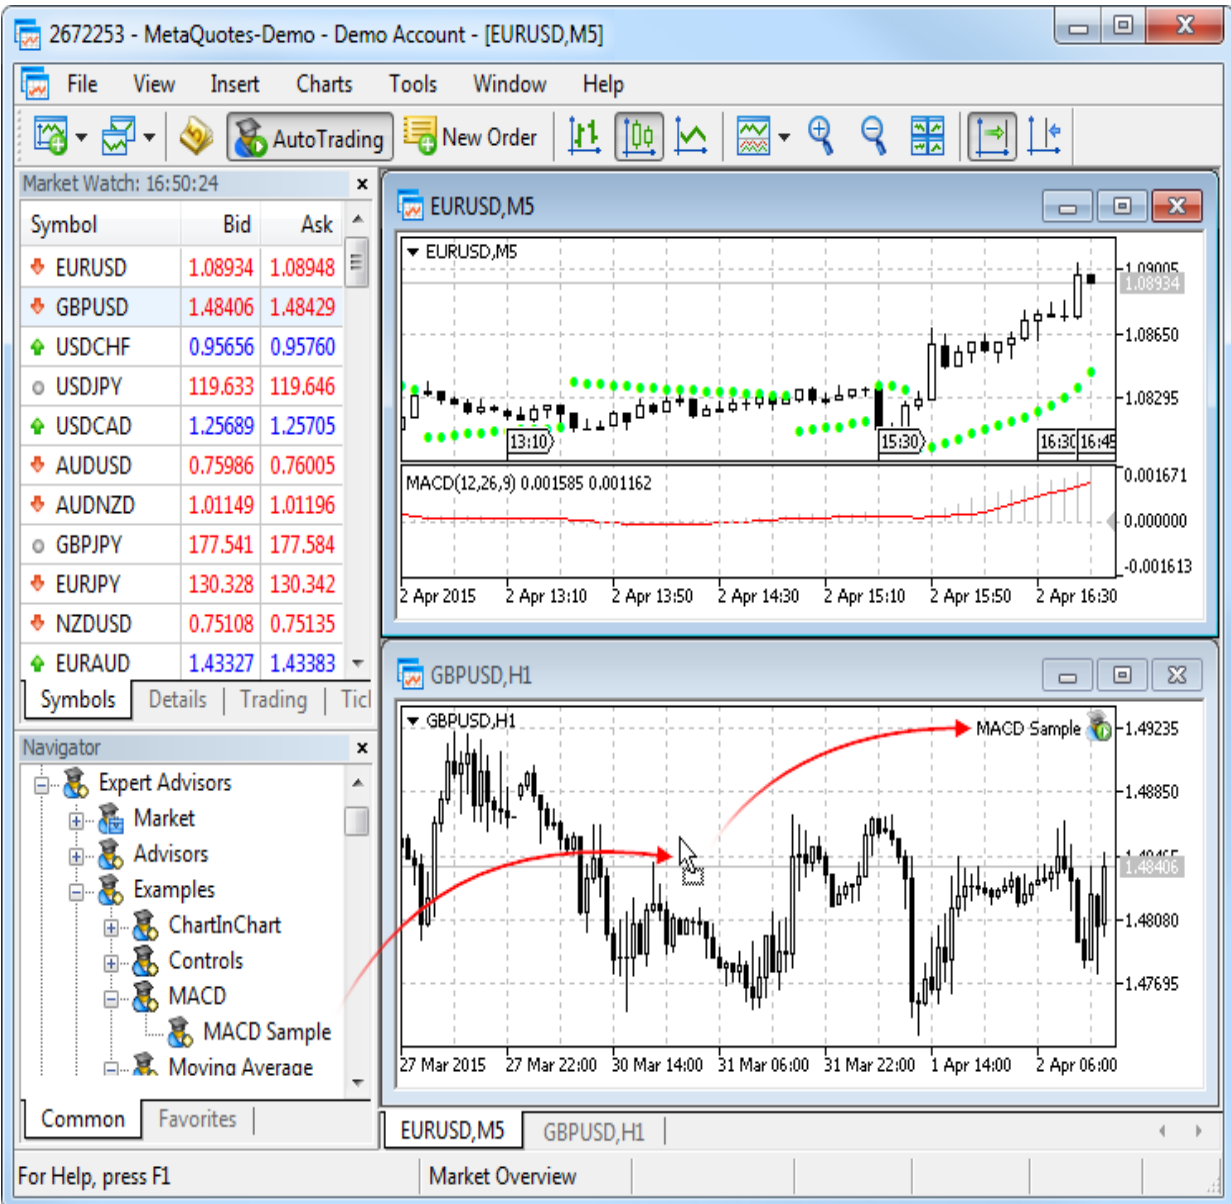 2672253 - MetaQuotes-Demo - Demo Account - [EURUSD,M5]
File View Insert Charts Tools Window Help
AutoTrading New Order
Market Watch: 16:50:24
Symbol Bid Ask
EURUSD 1.08934 1.08948
GBPUSD 1.48406 1.48429
USDCHF 0.95656 0.95760
USDJPY 119.633 119.646
USDCAD 1.25689 1.25705
AUDUSD 0.75986 0.76005
AUDNZD 1.01149 1.01196
GBPJPY 177.541 177.584
EURJPY 130.328 130.342
NZDUSD 0.75108 0.75135
EURAUD 1.43327 1.43383
Symbols Details Trading Ticl
Navigator
Expert Advisors
Market
Advisors
Examples
ChartInChart
Controls
MACD
MACD Sample
Moving Average
Common Favorites
EURUSD,M5
EURUSD,M5
1.09005
1.08934
1.08650
1.08295
13:10 15:30 16:30 16:45
MACD(12,26,9) 0.001585 0.001162
0.001671
0.000000
-0.001613
2 Apr 2015 2 Apr 13:10 2 Apr 13:50 2 Apr 14:30 2 Apr 15:10 2 Apr 15:50 2 Apr 16:30
GBPUSD,H1
GBPUSD,H1
MACD Sample
1.49235
1.48850
1.48406
1.48080
1.47695
27 Mar 2015 27 Mar 22:00 30 Mar 14:00 31 Mar 06:00 31 Mar 22:00 1 Apr 14:00 2 Apr 06:00
EURUSD,M5 GBPUSD,H1
For Help, press F1 Market Overview